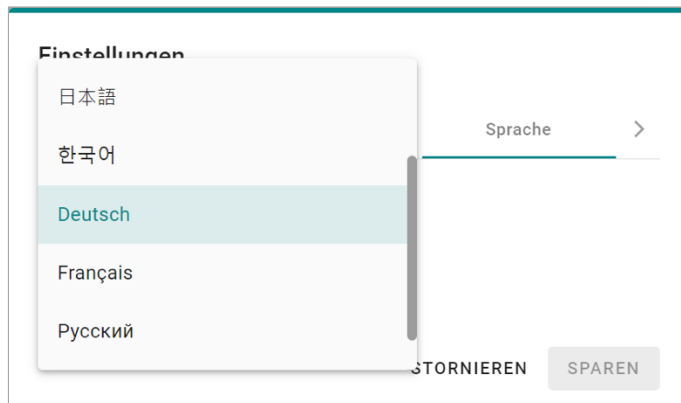 Einstellungen
日本語
Sprache
한국어
Deutsch
Français
Русский
STORNIEREN SPAREN